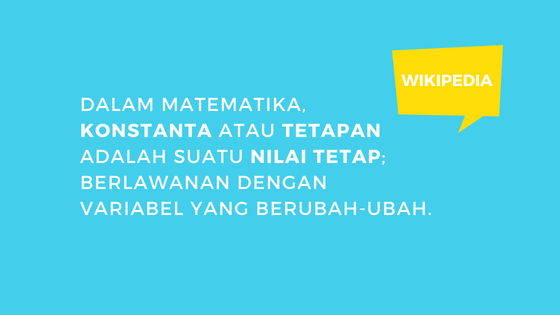 WIKIPEDIA
DALAM MATEMATIKA,
KONSTANTA ATAU TETAPAN
ADALAH SUATU NILAI TETAP;
BERLAWANAN DENGAN
VARIABEL YANG BERUBAH-UBAH.